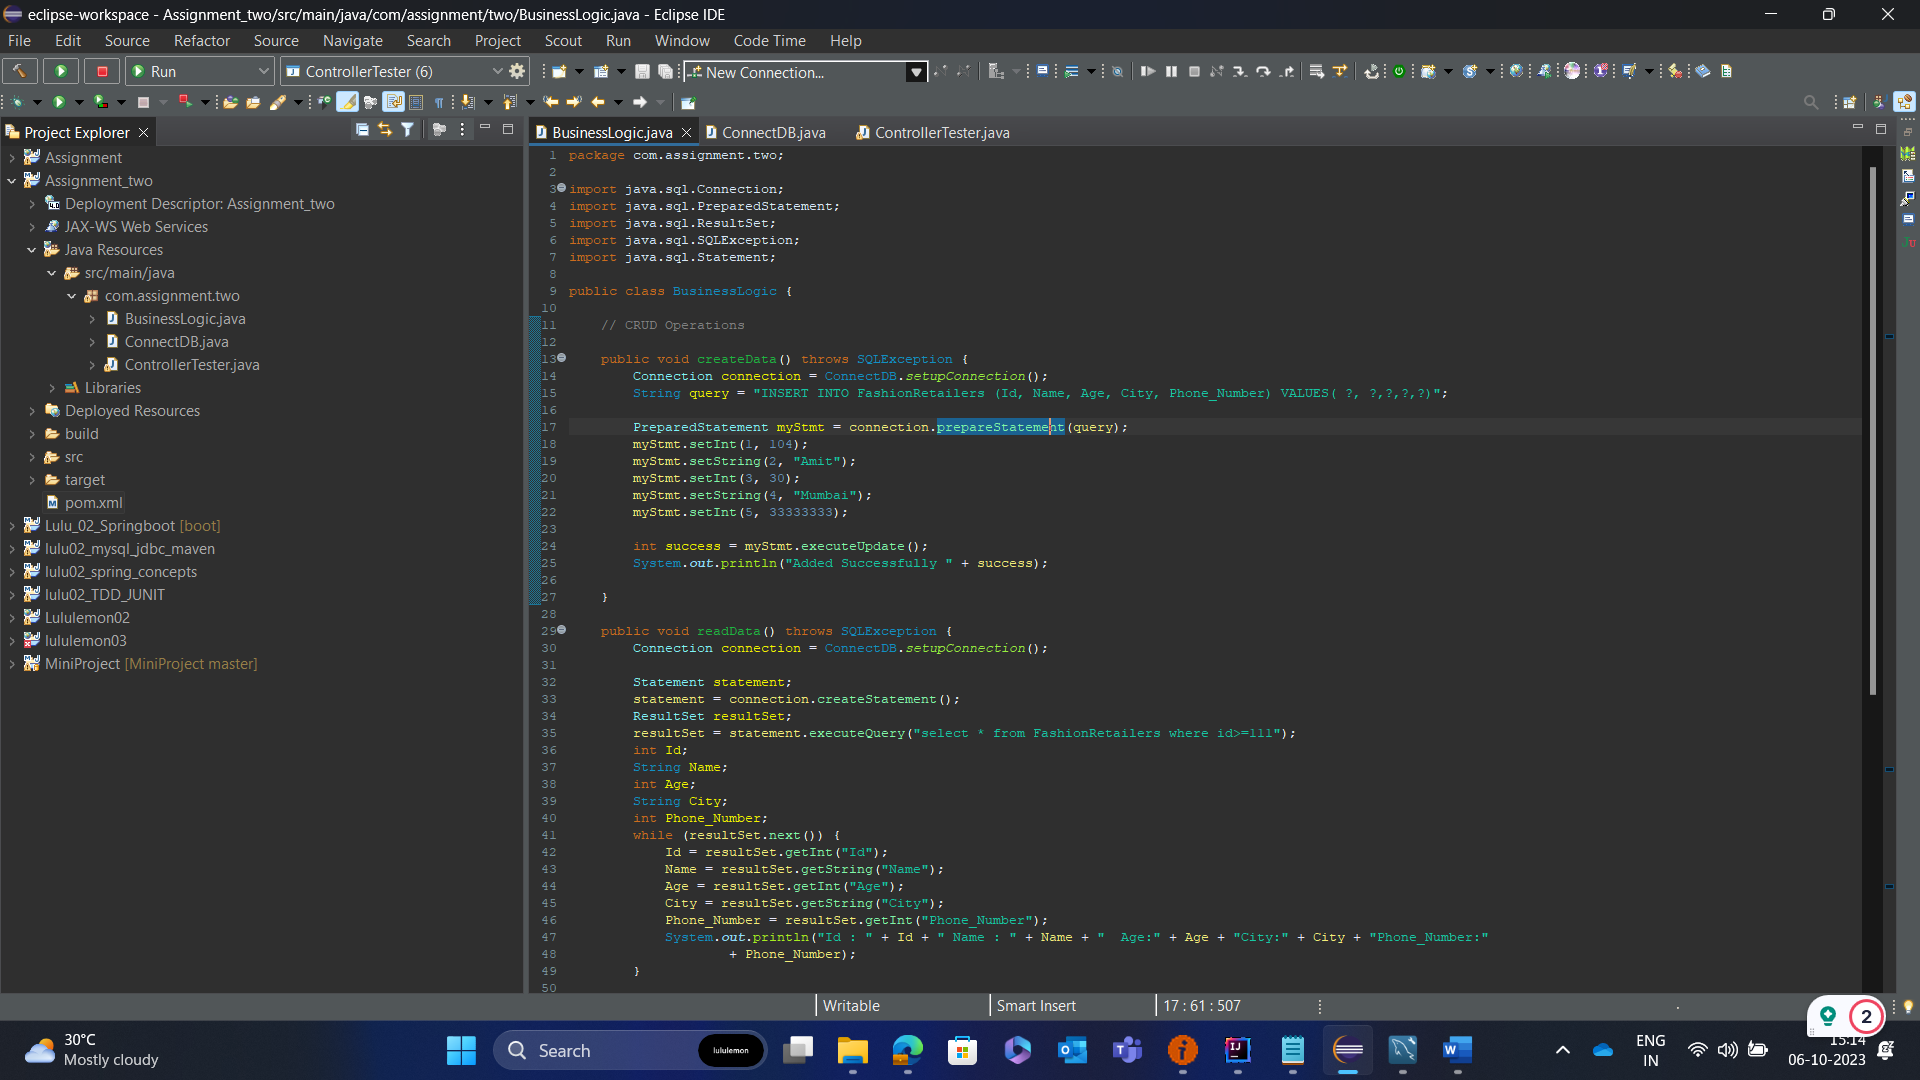 eclipse-workspace - Assignment_two/src/main/java/com/assignment/two/BusinessLogic.java - Eclipse IDE
File Edit Source Refactor Source Navigate Search Project Scout Run Window Code Time Help
Run ControllerTester (6) New Connection...
Project Explorer
Assignment
Assignment_two
Deployment Descriptor: Assignment_two
JAX-WS Web Services
Java Resources
src/main/java
com.assignment.two
BusinessLogic.java
ConnectDB.java
ControllerTester.java
Libraries
Deployed Resources
build
src
target
pom.xml
Lulu_02_Springboot [boot]
lulu02_mysql_jdbc_maven
lulu02_spring_concepts
lulu02_TDD_JUNIT
Lululemon02
lululemon03
MiniProject [MiniProject master]
BusinessLogic.java ConnectDB.java ControllerTester.java
1 package com.assignment.two;
2
3 import java.sql.Connection;
4 import java.sql.PreparedStatement;
5 import java.sql.ResultSet;
6 import java.sql.SQLException;
7 import java.sql.Statement;
8
9 public class BusinessLogic {
10
11 // CRUD Operations
12
13 public void createData() throws SQLException {
14 Connection connection = ConnectDB.setupConnection();
15 String query = "INSERT INTO FashionRetailers (Id, Name, Age, City, Phone_Number) VALUES( ?, ?,?,?,?)";
16
17 PreparedStatement myStmt = connection.prepareStatement(query);
18 myStmt.setInt(1, 104);
19 myStmt.setString(2, "Amit");
20 myStmt.setInt(3, 30);
21 myStmt.setString(4, "Mumbai");
22 myStmt.setInt(5, 33333333);
23
24 int success = myStmt.executeUpdate();
25 System.out.println("Added Successfully " + success);
26
27 }
28
29 public void readData() throws SQLException {
30 Connection connection = ConnectDB.setupConnection();
31
32 Statement statement;
33 statement = connection.createStatement();
34 ResultSet resultSet;
35 resultSet = statement.executeQuery("select * from FashionRetailers where id>=111");
36 int Id;
37 String Name;
38 int Age;
39 String City;
40 int Phone_Number;
41 while (resultSet.next()) {
42 Id = resultSet.getInt("Id");
43 Name = resultSet.getString("Name");
44 Age = resultSet.getInt("Age");
45 City = resultSet.getString("City");
46 Phone_Number = resultSet.getInt("Phone_Number");
47 System.out.println("Id : " + Id + " Name : " + Name + "  Age:" + Age + "City:" + City + "Phone_Number:"
48 + Phone_Number);
49 }
50
Writable Smart Insert 17 : 61 : 507
2
30°C
Mostly cloudy
Search lululemon
ENG
IN
15:14
06-10-2023